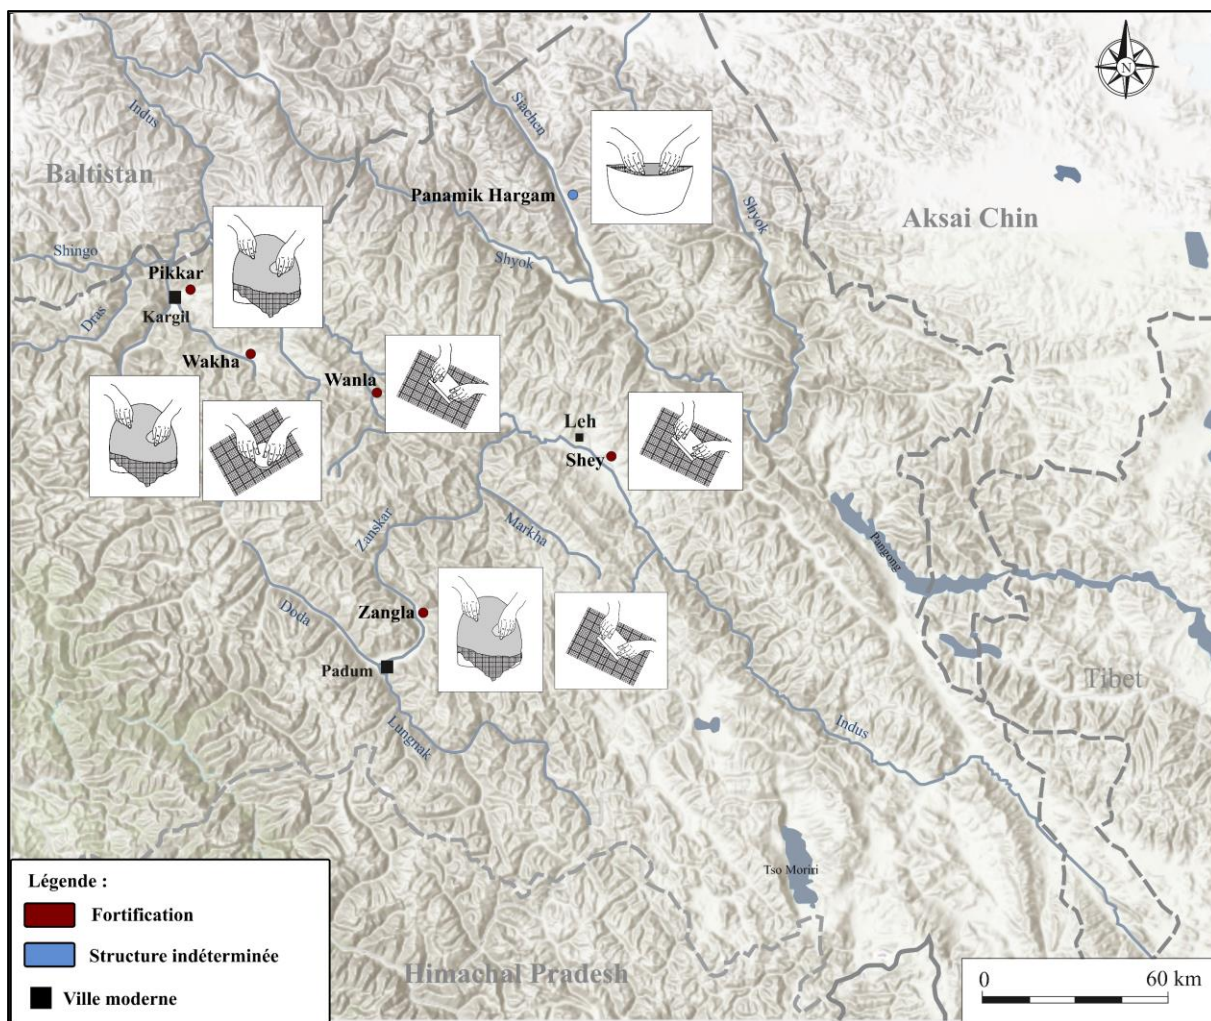 N
Indus
Siachen
Baltistan
Panamik Hargam
Shyok
Aksai Chin
Shingo
Shyok
Pikkar
Kargil
Dras
Wakha
Wanla
Leh
Shey
Zanskar
Markha
Pangong
Doda
Zangla
Padum
Tibet
Lungnak
Indus
Tso Moriri
Légende :
Fortification
Structure indéterminée
Ville moderne
Himachal Pradesh
0 60 km